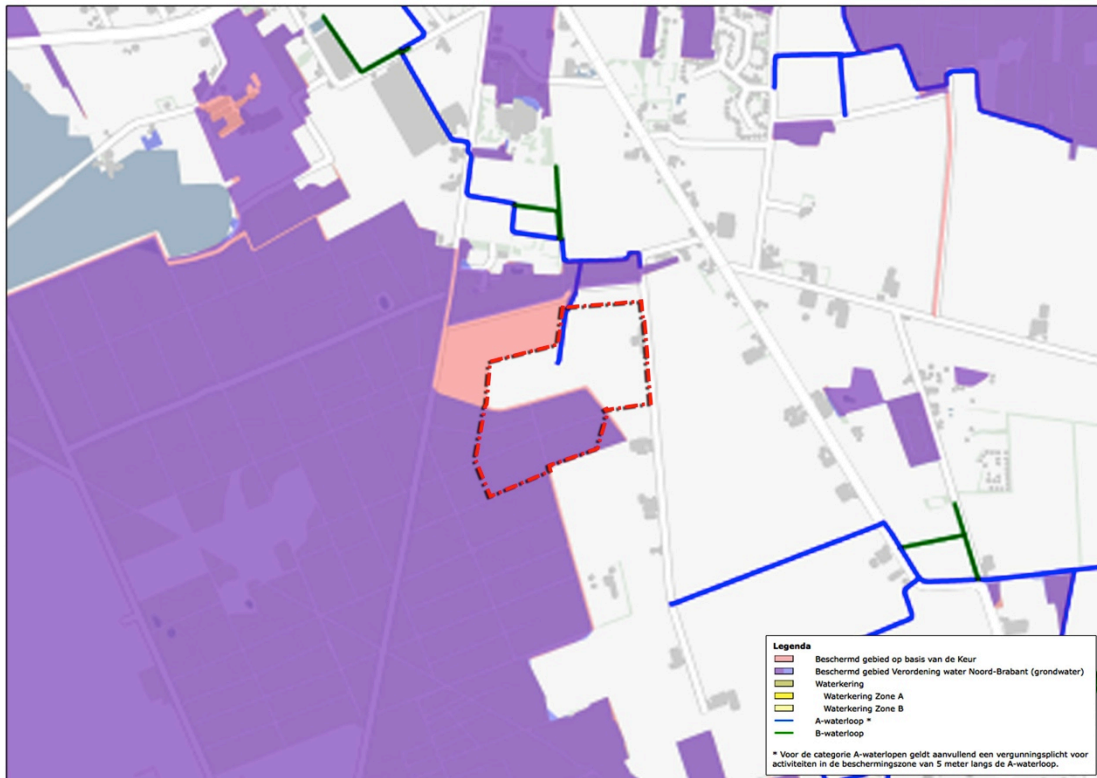 Legenda
Beschermd gebied op basis van de Keur
Beschermd gebied Verordening water Noord-Brabant (grondwater)
Waterkering
Waterkering Zone A
Waterkering Zone B
A-waterloop *
B-waterloop
* Voor de categorie A-waterlopen geldt aanvullend een vergunningsplicht voor
activiteiten in de beschermingszone van 5 meter langs de A-waterloop.